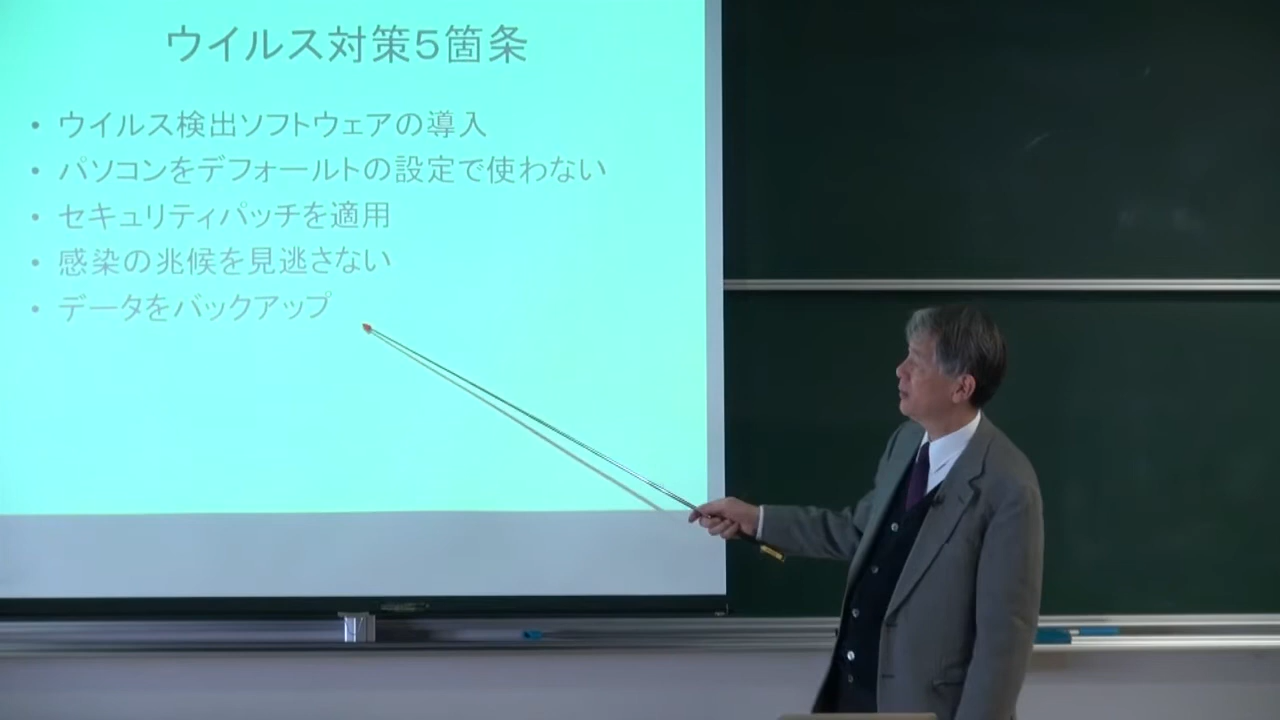 ウイルス対策5箇条
• ウイルス検出ソフトウェアの導入
• パソコンをデフォールトの設定で使わない
• セキュリティパッチを適用
• 感染の兆候を見逃さない
• データをバックアップ